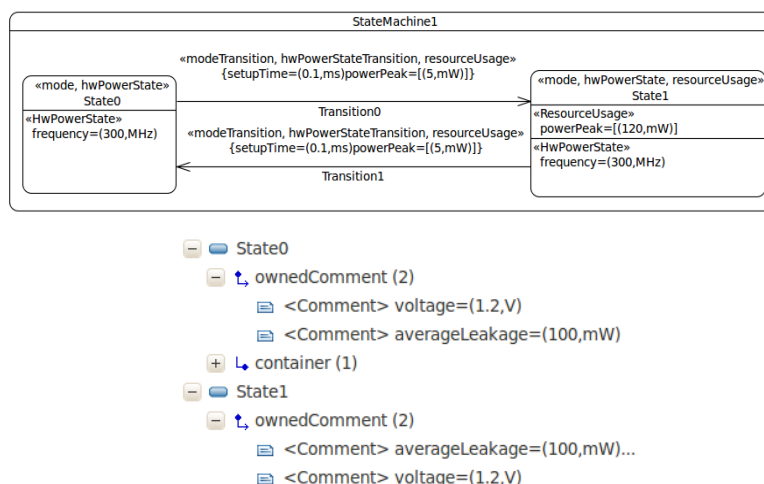 StateMachine1
«modeTransition, hwPowerStateTransition, resourceUsage»
{setupTime=(0.1,ms)powerPeak=[(5,mW)]}
Transition0
«mode, hwPowerState»
State0
«HwPowerState»
frequency=(300,MHz)
«modeTransition, hwPowerStateTransition, resourceUsage»
{setupTime=(0.1,ms)powerPeak=[(5,mW)]}
Transition1
«mode, hwPowerState, resourceUsage»
State1
«ResourceUsage»
powerPeak=[(120,mW)]
«HwPowerState»
frequency=(300,MHz)
State0
ownedComment (2)
<Comment> voltage=(1.2,V)
<Comment> averageLeakage=(100,mW)
container (1)
State1
ownedComment (2)
<Comment> averageLeakage=(100,mW)...
<Comment> voltage=(1.2,V)